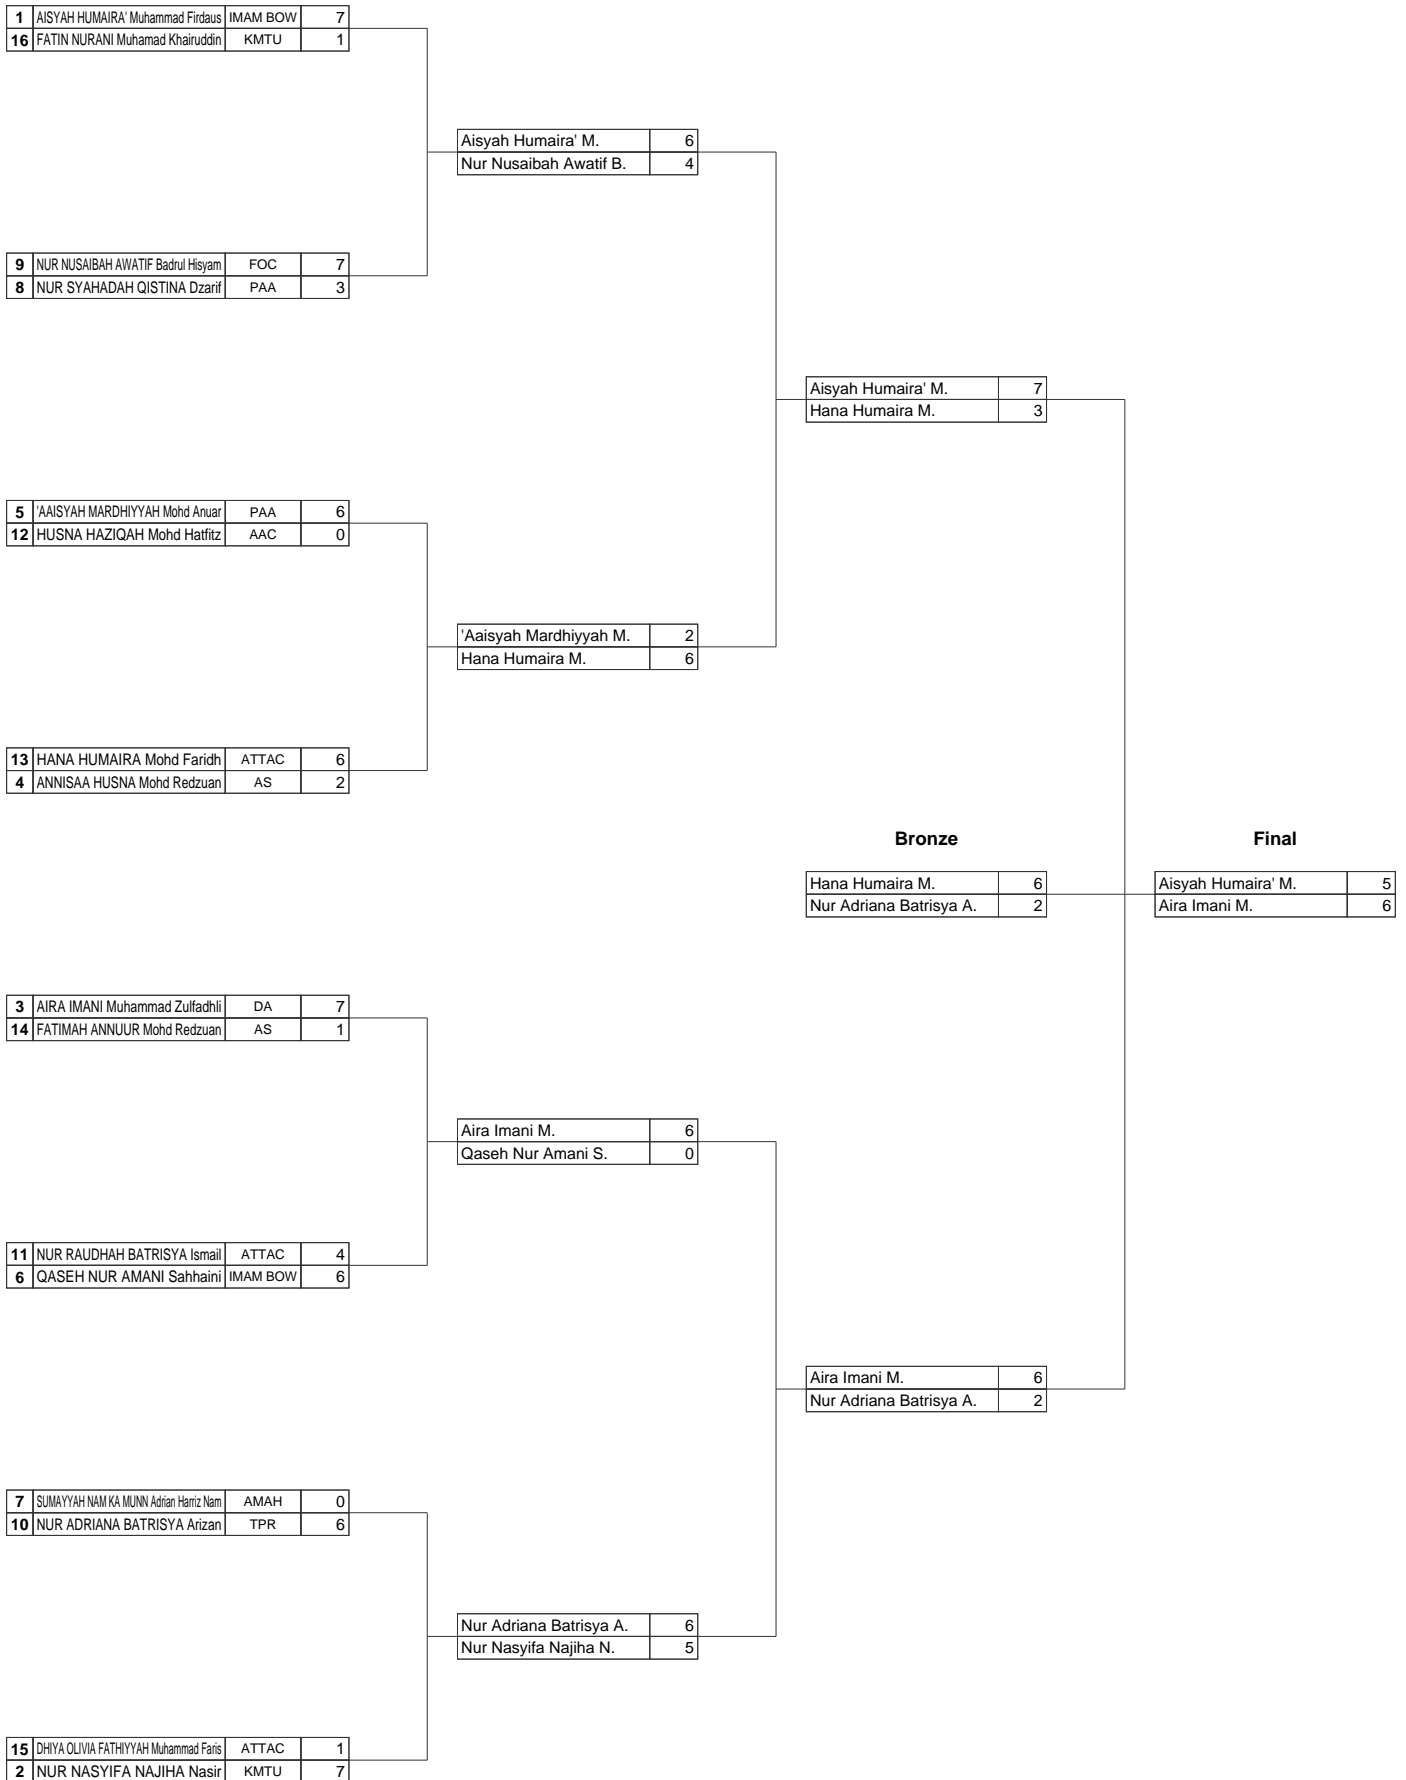 1 AISYAH HUMAIRA' Muhammad Firdaus IMAM BOW 7
16 FATIN NURANI Muhamad Khairuddin KMTU 1
Aisyah Humaira' M. 6
Nur Nusaibah Awatif B. 4
9 NUR NUSAIBAH AWATIF Badrul Hisyam FOC 7
8 NUR SYAHADAH QISTINA Dzarif PAA 3
Aisyah Humaira' M. 7
Hana Humaira M. 3
5 'AAISYAH MARDHIYYAH Mohd Anuar PAA 6
12 HUSNA HAZIQAH Mohd Hatfitz AAC 0
'Aaisyah Mardhiyyah M. 2
Hana Humaira M. 6
13 HANA HUMAIRA Mohd Faridh ATTAC 6
4 ANNISAA HUSNA Mohd Redzuan AS 2
Bronze Final
Hana Humaira M. 6 Aisyah Humaira' M. 5
Nur Adriana Batrisya A. 2 Aira Imani M. 6
3 AIRA IMANI Muhammad Zulfadhli DA 7
14 FATIMAH ANNUUR Mohd Redzuan AS 1
Aira Imani M. 6
Qaseh Nur Amani S. 0
11 NUR RAUDHAH BATRISYA Ismail ATTAC 4
6 QASEH NUR AMANI Sahhaini IMAM BOW 6
Aira Imani M. 6
Nur Adriana Batrisya A. 2
7 SUMAYYAH NAM KA MUNN Adrian Harriz Nam AMAH 0
10 NUR ADRIANA BATRISYA Arizan TPR 6
Nur Adriana Batrisya A. 6
Nur Nasyifa Najiha N. 5
15 DHIYA OLIVIA FATHIYYAH Muhammad Faris ATTAC 1
2 NUR NASYIFA NAJIHA Nasir KMTU 7